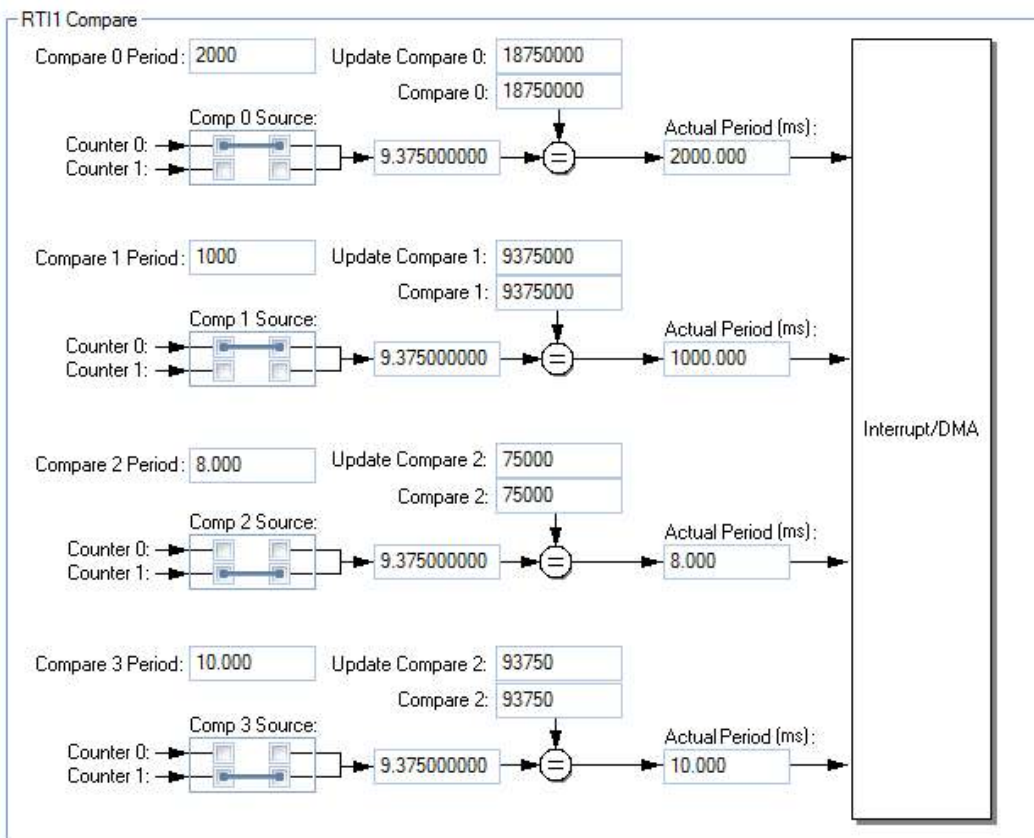 RTI1 Compare
Compare 0 Period: 2000 Update Compare 0: 18750000
Compare 0: 18750000
Comp 0 Source: Actual Period (ms):
Counter 0: 9.375000000 = 2000.000
Counter 1:
Compare 1 Period: 1000 Update Compare 1: 9375000
Compare 1: 9375000
Comp 1 Source: Actual Period (ms):
Counter 0: 9.375000000 = 1000.000
Counter 1:
Interrupt/DMA
Compare 2 Period: 8.000 Update Compare 2: 75000
Compare 2: 75000
Comp 2 Source: Actual Period (ms):
Counter 0: 9.375000000 = 8.000
Counter 1:
Compare 3 Period: 10.000 Update Compare 2: 93750
Compare 2: 93750
Comp 3 Source: Actual Period (ms):
Counter 0: 9.375000000 = 10.000
Counter 1: